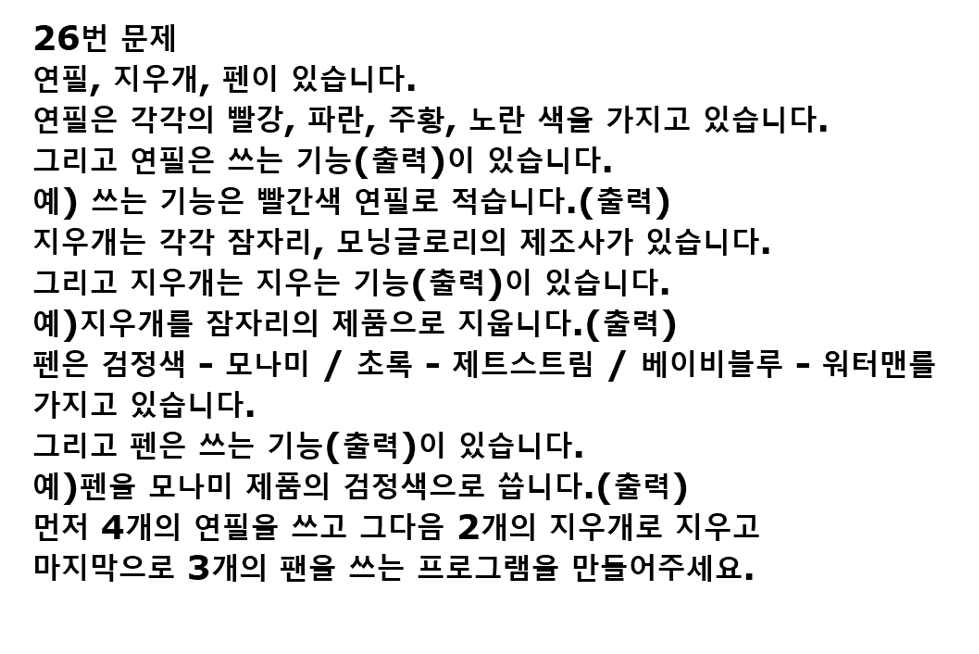 26번 문제
연필, 지우개, 펜이 있습니다.
연필은 각각의 빨강, 파란, 주황, 노란 색을 가지고 있습니다.
그리고 연필은 쓰는 기능(출력)이 있습니다.
예) 쓰는 기능은 빨간색 연필로 적습니다.(출력)
지우개는 각각 잠자리, 모닝글로리의 제조사가 있습니다.
그리고 지우개는 지우는 기능(출력)이 있습니다.
예)지우개를 잠자리의 제품으로 지웁니다.(출력)
펜은 검정색 - 모나미 / 초록 - 제트스트림 / 베이비블루 - 워터맨를
가지고 있습니다.
그리고 펜은 쓰는 기능(출력)이 있습니다.
예)펜을 모나미 제품의 검정색으로 씁니다.(출력)
먼저 4개의 연필을 쓰고 그다음 2개의 지우개로 지우고
마지막으로 3개의 팬을 쓰는 프로그램을 만들어주세요.